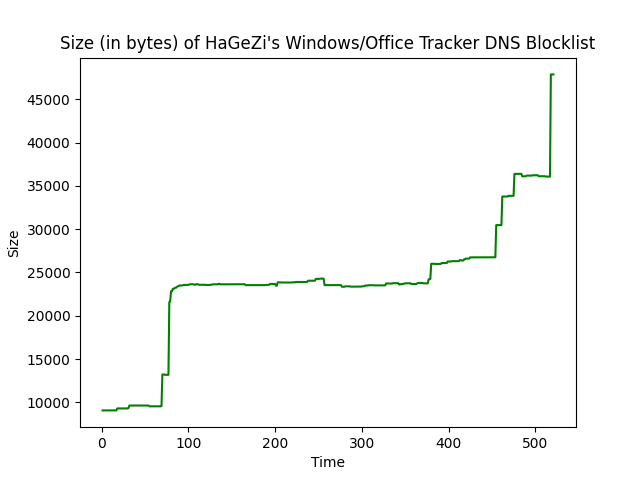 Size (in bytes) of HaGeZi's Windows/Office Tracker DNS Blocklist
45000
40000
35000
30000
25000
20000
15000
10000
Size
0 100 200 300 400 500
Time